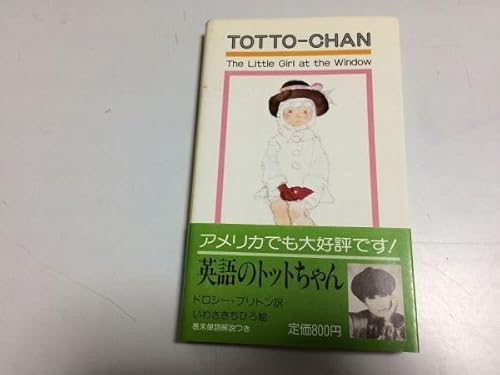 TOTTO-CHAN
The Little Girl at the Window
アメリカでも大好評です!
英語のトットちゃん
ドロシー・ブリトン訳
いわさきちひろ絵
巻末単語解説つき
定価800円